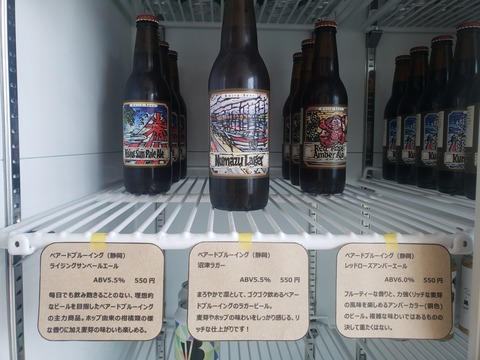 Rising Sun Pale Ale
Numazu Lager
Red Rose
Amber Ale
ベアードブルーイング（静岡）
ライジングサンペールエール
ABV5.5%　550円
毎日でも飲み飽きることのない、理想的
なビールを目指したベアードブルーイング
の主力商品。ホップ由来の柑橘類の様
な香りに加え麦芽の味わいも楽しめる。
ベアードブルーイング（静岡）
沼津ラガー
ABV5.5%　550円
まろやかで凛として、ゴクゴク飲めるベアー
ドブルーイングのラガービール。
麦芽やホップの味わいをしっかり感じる、リ
ッチな仕上がりです！
ベアードブルーイング（静岡）
レッドローズアンバーエール
ABV6.0%　550円
フルーティーな香りと、力強くリッチな麦芽
の風味を楽しめるアンバーカラー（銅色）
のビール。複雑な味わいではあるものの
決して重たくはない。